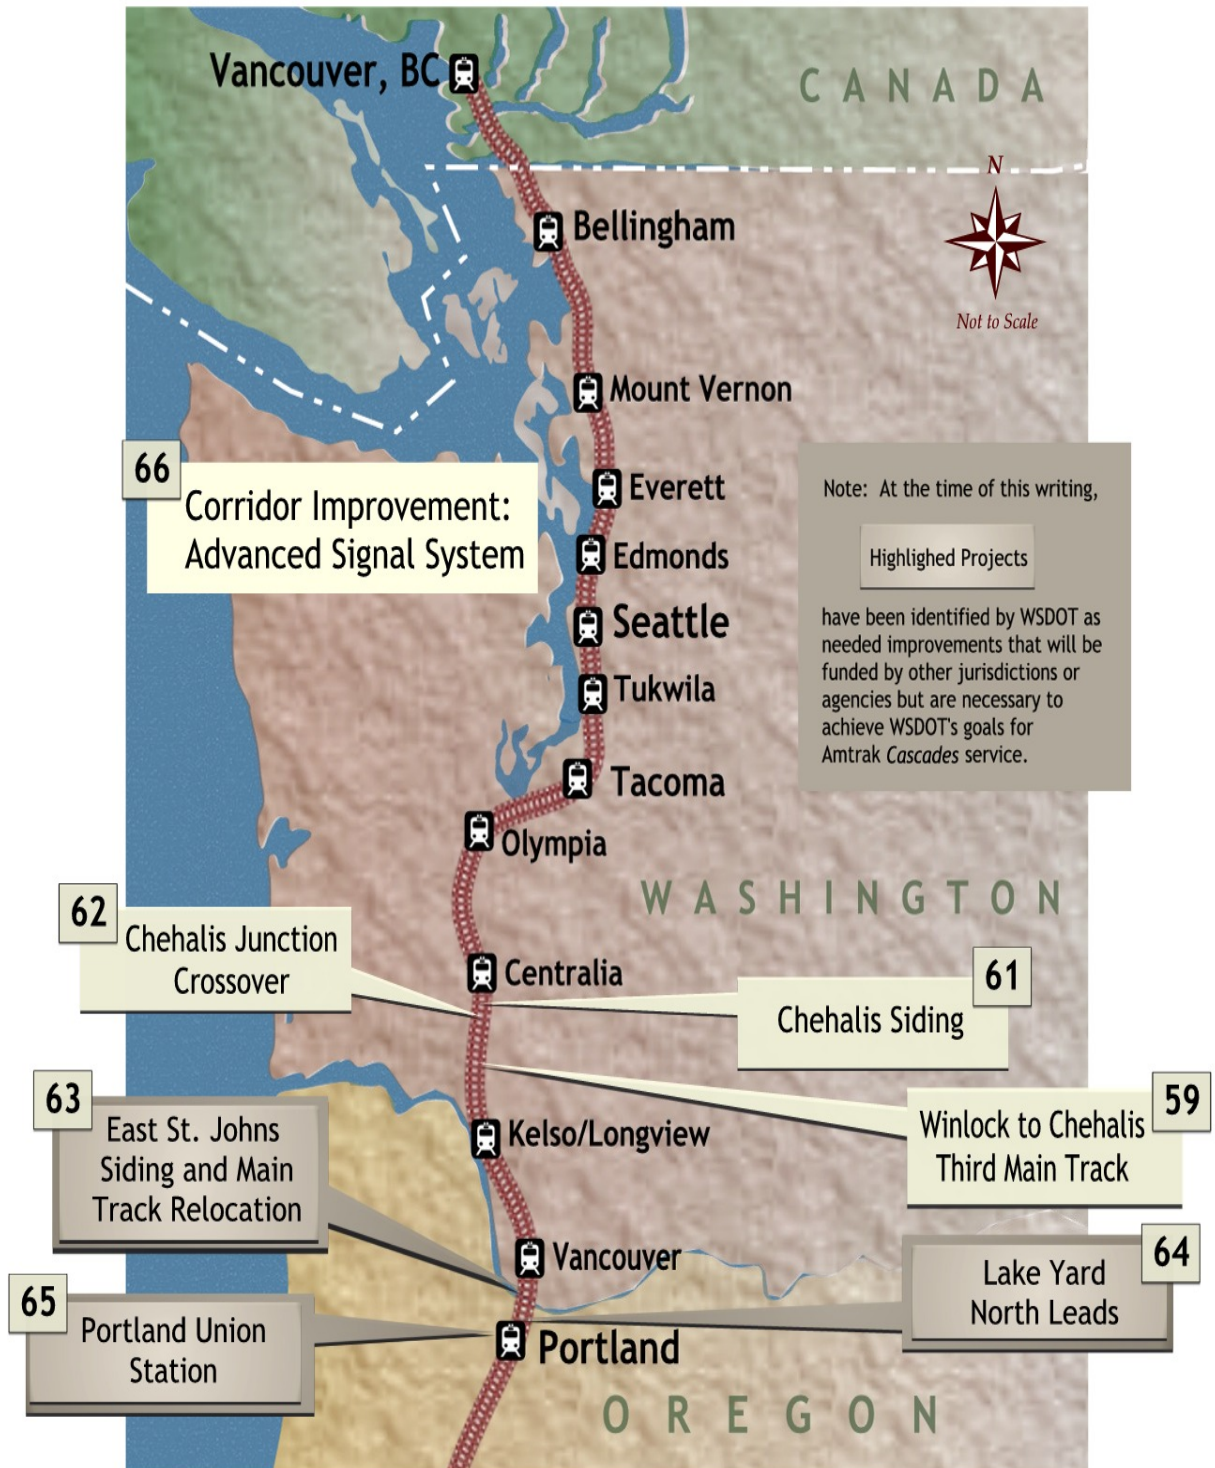 Vancouver, BC
CANADA
N
Not to Scale
Bellingham
Mount Vernon
66
Corridor Improvement:
Advanced Signal System
Everett
Edmonds
Seattle
Tukwila
Tacoma
Olympia
Note: At the time of this writing,
Highlighed Projects
have been identified by WSDOT as
needed improvements that will be
funded by other jurisdictions or
agencies but are necessary to
achieve WSDOT's goals for
Amtrak Cascades service.
WASHINGTON
62
Chehalis Junction
Crossover
Centralia
61
Chehalis Siding
59
Winlock to Chehalis
Third Main Track
63
East St. Johns
Siding and Main
Track Relocation
Kelso/Longview
Vancouver
64
Lake Yard
North Leads
65
Portland Union
Station
Portland
OREGON